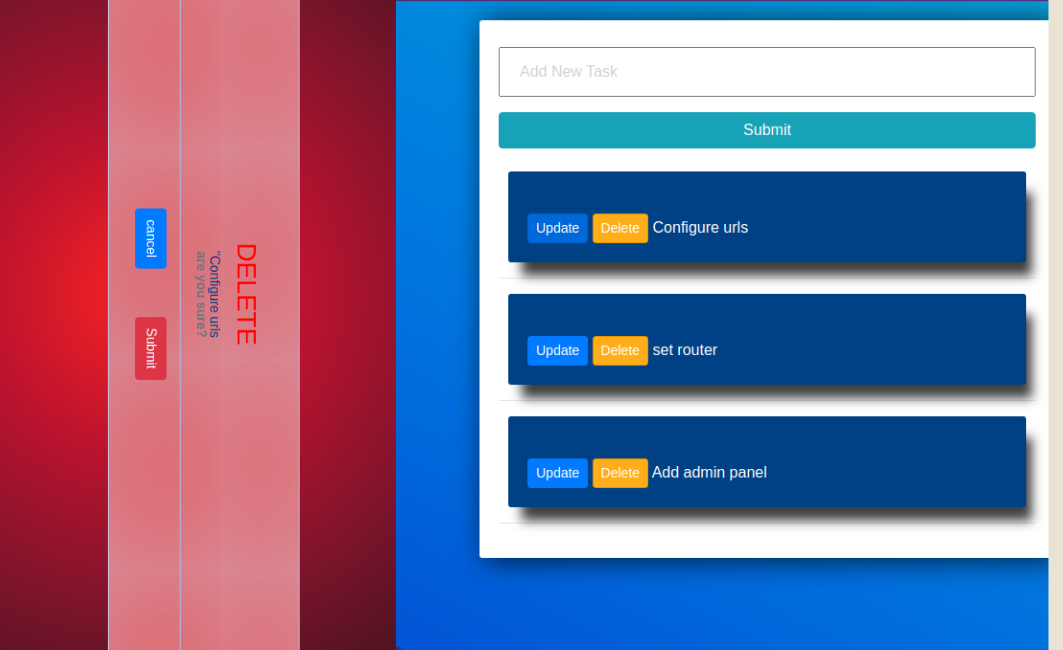 DELETE
"Configure urls
are you sure?
cancel
Submit
Add New Task
Submit
Update Delete Configure urls
Update Delete set router
Update Delete Add admin panel